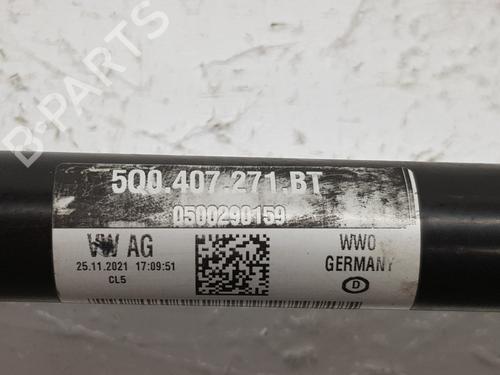 B-PARTS
5Q0.407.271.BT
0500290159
VW AG
25.11.2021 17:09:51
CL5
WWO
GERMANY
D